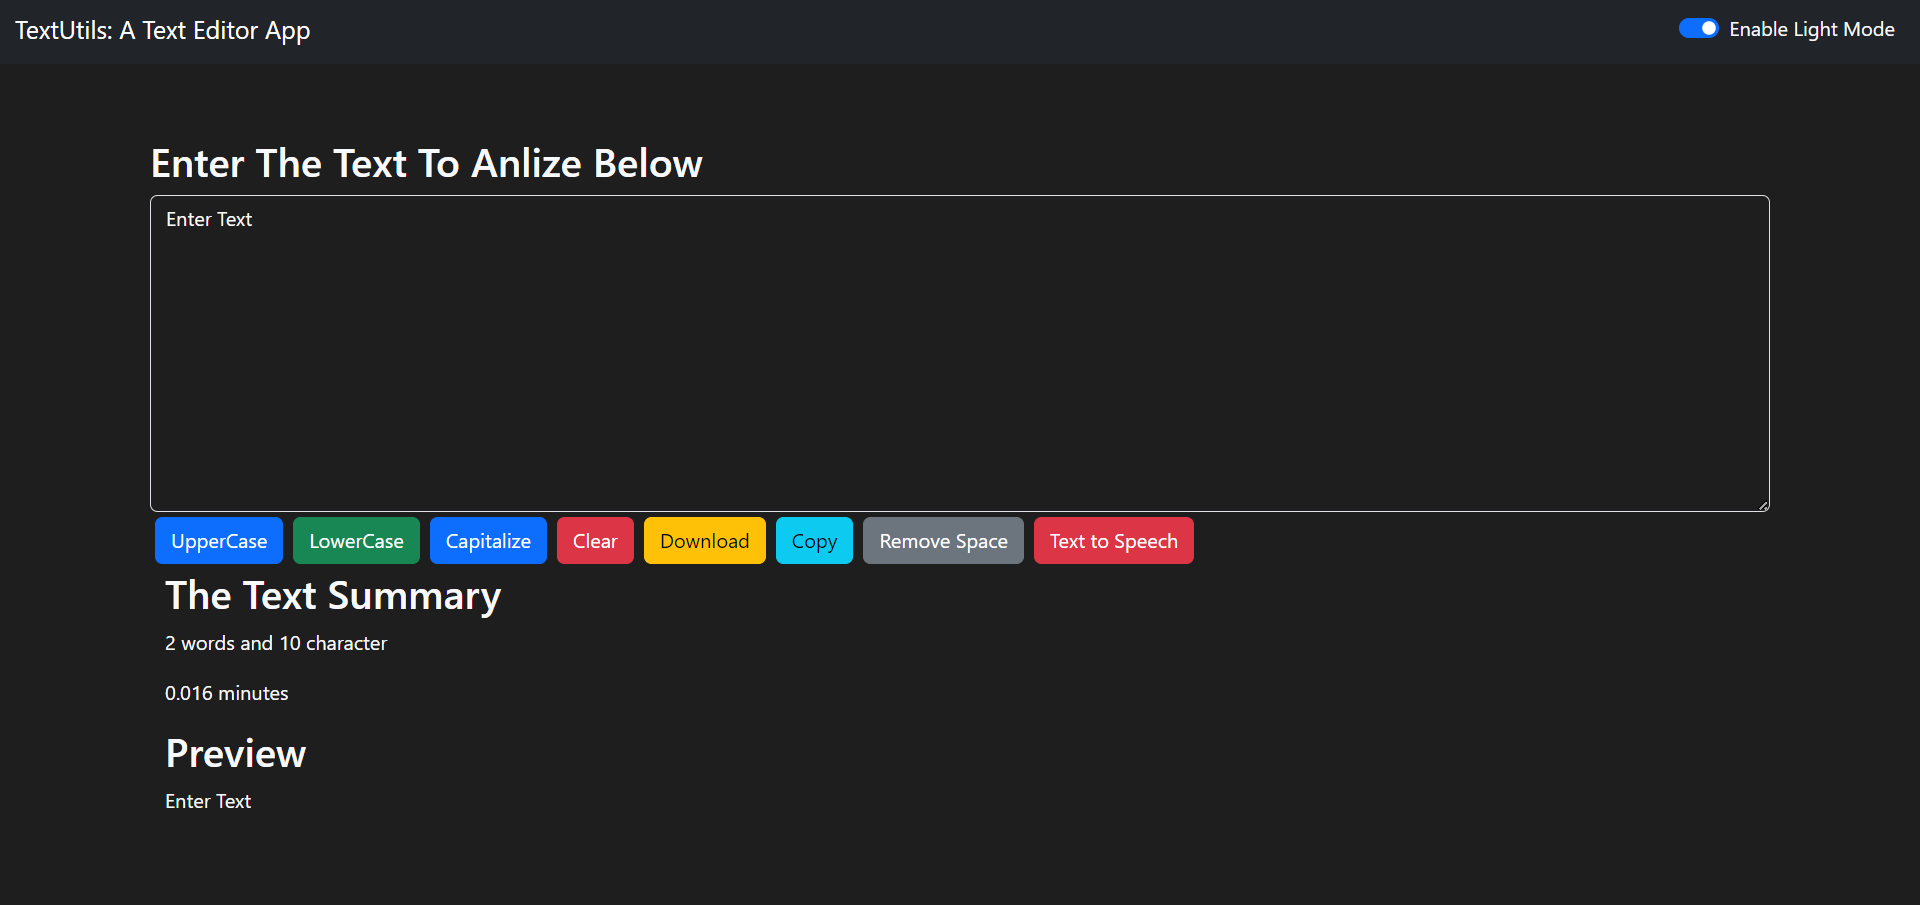 TextUtils: A Text Editor App Enable Light Mode
Enter The Text To Anlize Below
Enter Text
UpperCase LowerCase Capitalize Clear Download Copy Remove Space Text to Speech
The Text Summary
2 words and 10 character
0.016 minutes
Preview
Enter Text